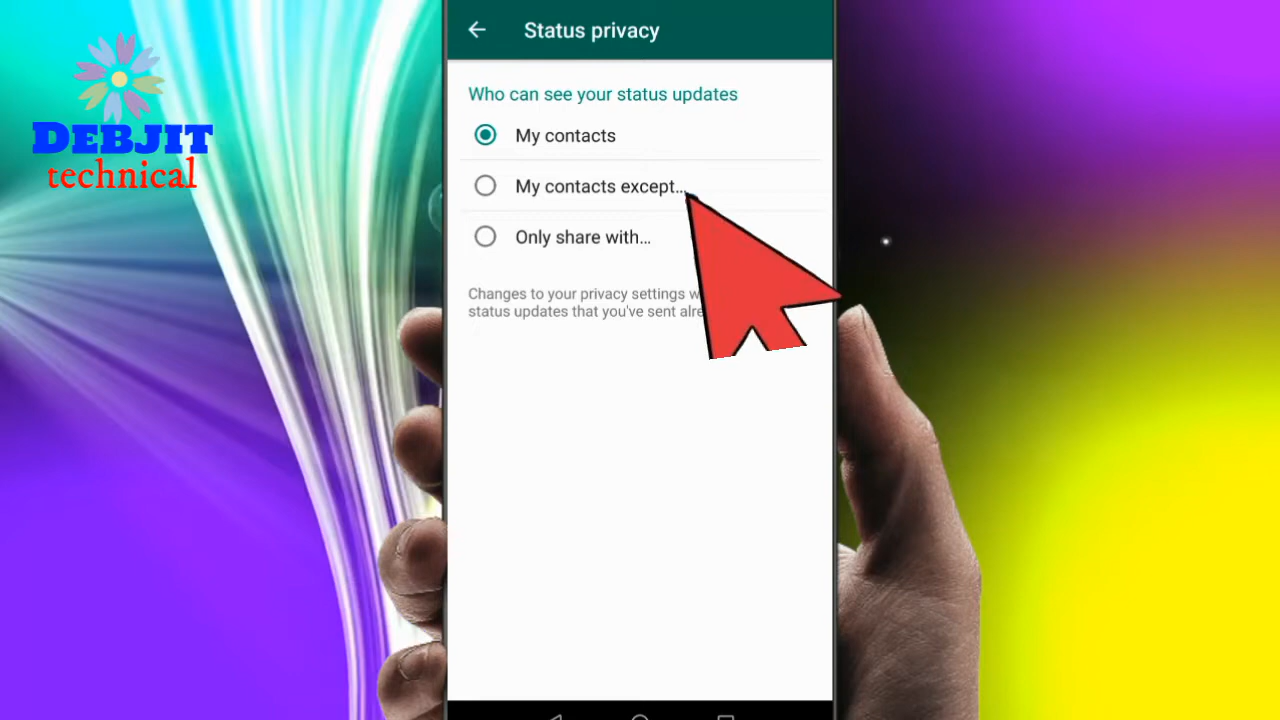 DEBJIT
technical
Status privacy
Who can see your status updates
My contacts
My contacts except...
Only share with...
Changes to your privacy settings
status updates that you've sent